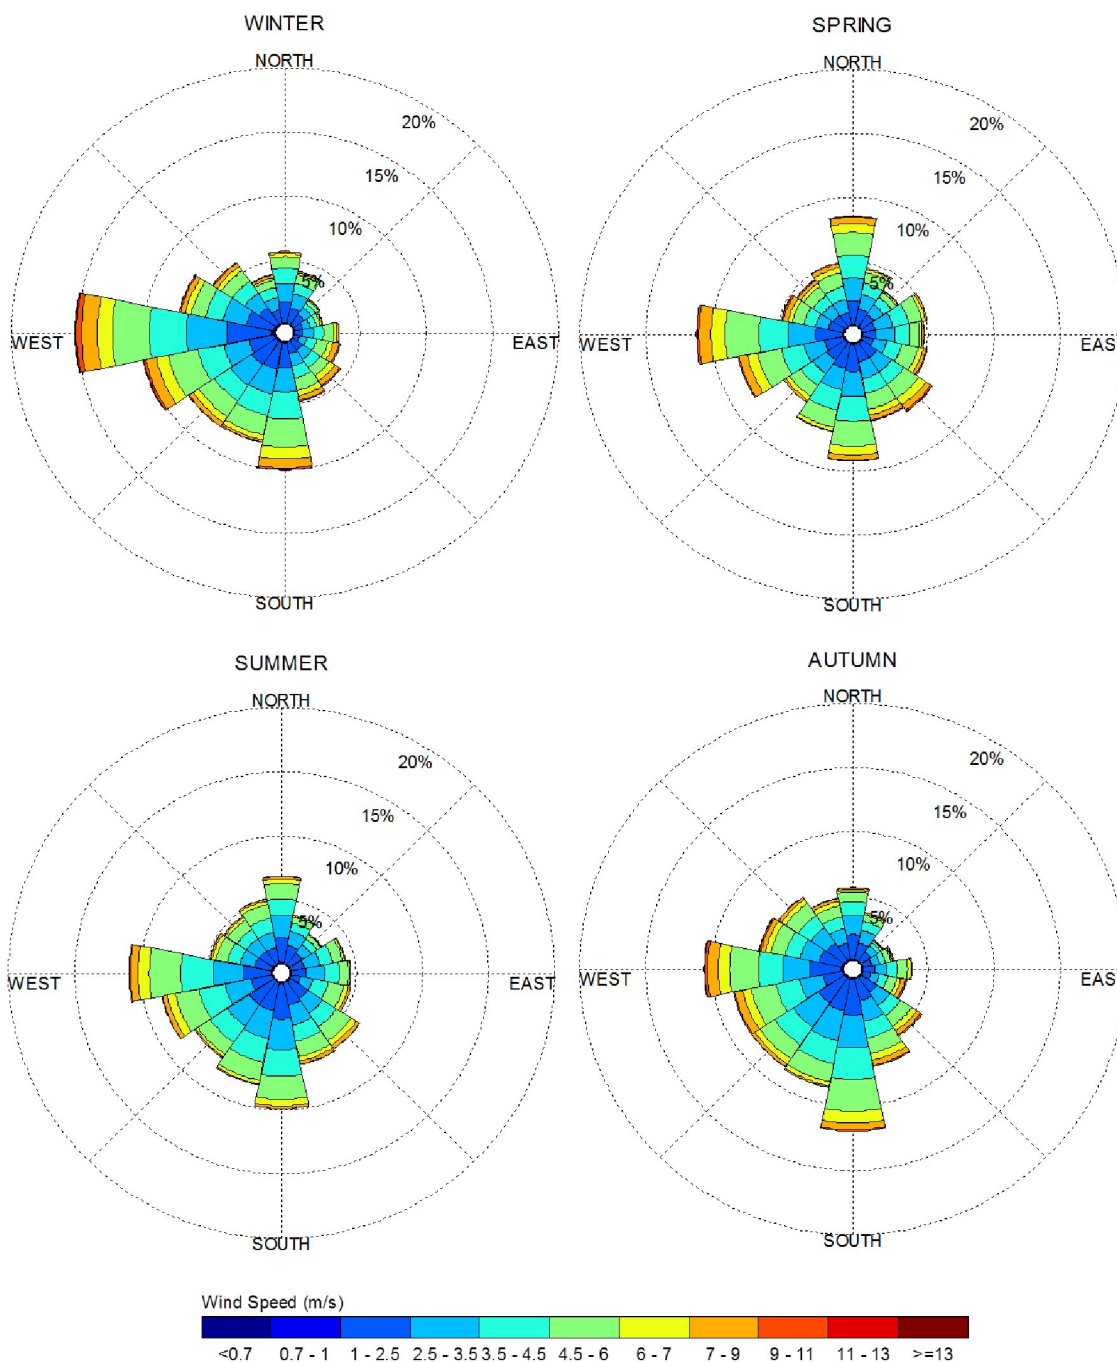 WINTER
NORTH
20%
15%
10%
5%
WEST
EAST
SOUTH
SPRING
NORTH
20%
15%
10%
5%
WEST
EAS
SOUTH
SUMMER
NORTH
20%
15%
10%
5%
WEST
EAST
SOUTH
AUTUMN
NORTH
20%
15%
10%
5%
WEST
EAS
SOUTH
Wind Speed (m/s)
<0.7 0.7 - 1 1 - 2.5 2.5 - 3.5 3.5 - 4.5 4.5 - 6 6 - 7 7 - 9 9 - 11 11 - 13 >=13